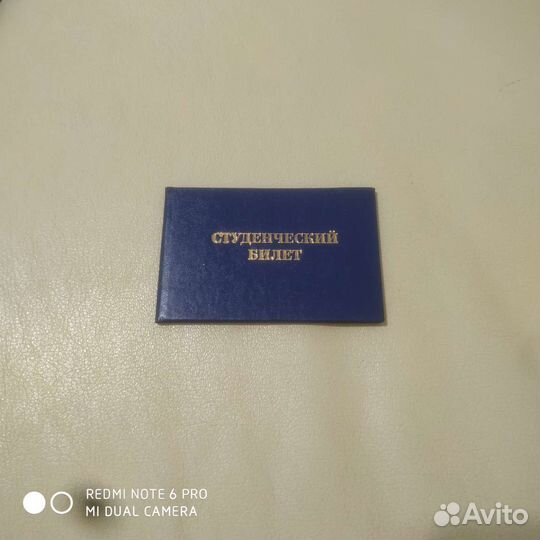 СТУДЕНЧЕСКИЙ
БИЛЕТ
REDMI NOTE 6 PRO
MI DUAL CAMERA
Avito